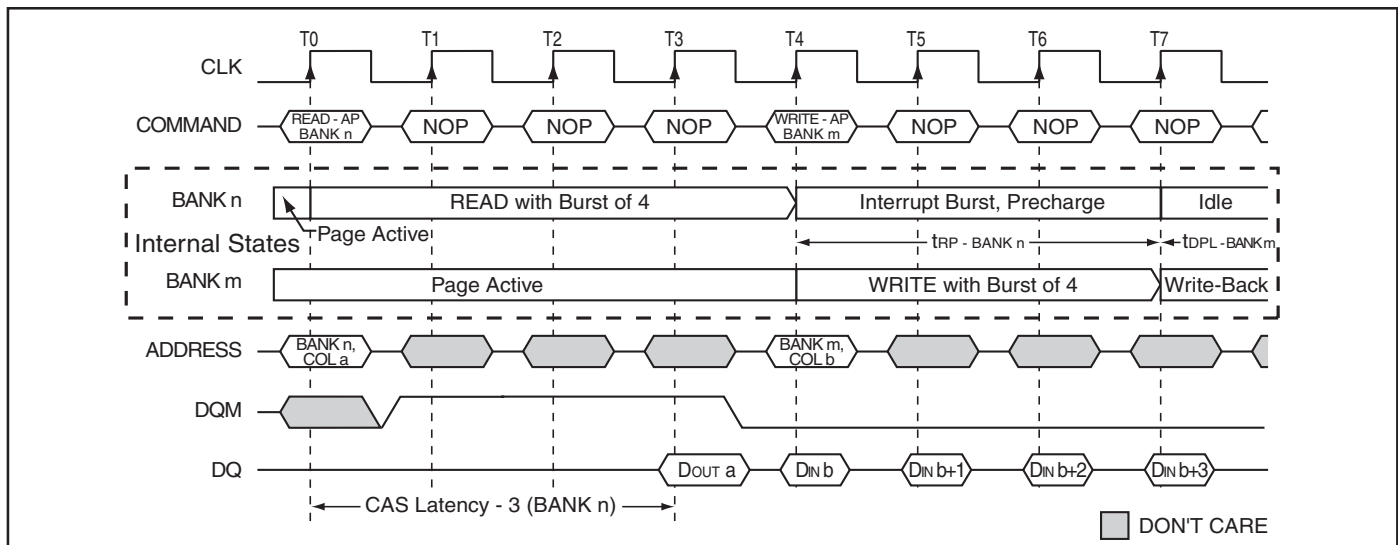 T0 T1 T2 T3 T4 T5 T6 T7
CLK
COMMAND READ - AP BANK n NOP NOP NOP WRITE - AP BANK m NOP NOP NOP
BANK n READ with Burst of 4 Interrupt Burst, Precharge Idle
Internal States Page Active tRP - BANK n tDPL - BANK m
BANK m Page Active WRITE with Burst of 4 Write-Back
ADDRESS BANK n, COL a BANK m, COL b
DQM
DQ DOUT a DIN b DIN b+1 DIN b+2 DIN b+3
CAS Latency - 3 (BANK n)
DON'T CARE